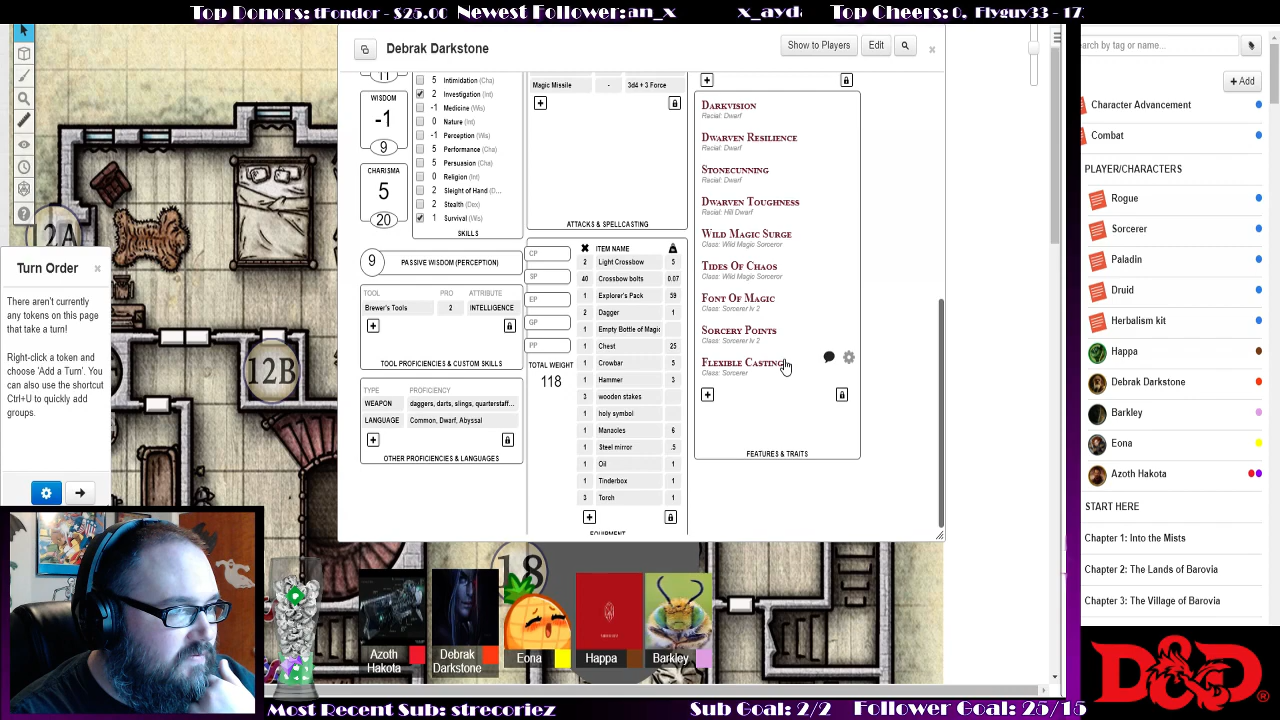 Top Donors: tFondor - $25.00 Newest Follower: an_x x_ayd Top Cheers: 0, Flyguy33 - 17
Debrak Darkstone
Show to Players
Edit
11
WISDOM
-1
9
CHARISMA
5
20
5 Intimidation (Cha)
2 Investigation (Int)
-1 Medicine (Wis)
0 Nature (Int)
-1 Perception (Wis)
5 Performance (Cha)
5 Persuasion (Cha)
0 Religion (Int)
2 Sleight of Hand (D...
2 Stealth (Dex)
1 Survival (Wis)
SKILLS
9 PASSIVE WISDOM (PERCEPTION)
TOOL PRO ATTRIBUTE
Brewer's Tools 2 INTELLIGENCE
TOOL PROFICIENCIES & CUSTOM SKILLS
TYPE PROFICIENCY
WEAPON daggers, darts, slings, quarterstaff...
LANGUAGE Common, Dwarf, Abyssal
OTHER PROFICIENCIES & LANGUAGES
Magic Missile - 3d4 + 3 Force
ATTACKS & SPELLCASTING
CP
SP
EP
GP
PP
TOTAL WEIGHT
118
ITEM NAME
2 Light Crossbow 5
40 Crossbow bolts 0.07
1 Explorer's Pack 59
2 Dagger 1
1 Empty Bottle of Magic
1 Chest 25
1 Crowbar 5
1 Hammer 3
3 wooden stakes
1 holy symbol
1 Manacles 6
1 Steel mirror .5
1 Oil 1
1 Tinderbox 1
3 Torch 1
EQUIPMENT
DARKVISION
Racial: Dwarf
DWARVEN RESILIENCE
Racial: Dwarf
STONECUNNING
Racial: Dwarf
DWARVEN TOUGHNESS
Racial: Hill Dwarf
WILD MAGIC SURGE
Class: Wild Magic Sorceror
TIDES OF CHAOS
Class: Wild Magic Sorceror
FONT OF MAGIC
Class: Sorcerer lv 2
SORCERY POINTS
Class: Sorcerer lv 2
FLEXIBLE CASTING
Class: Sorcerer
FEATURES & TRAITS
2A
12B
18
Turn Order
There aren't currently
tokens on this page
that take a turn!
Right-click a token and
use 'Add a Turn'. You
can also use the shortcut
Ctrl+U to quickly add
groups.
Azoth
Hakota
Debrak
Darkstone
Eona
Happa
Barkley
earch by tag or name...
+ Add
Character Advancement
Combat
PLAYER/CHARACTERS
Rogue
Sorcerer
Paladin
Druid
Herbalism kit
Happa
Debrak Darkstone
Barkley
Eona
Azoth Hakota
START HERE
Chapter 1: Into the Mists
Chapter 2: The Lands of Barovia
Chapter 3: The Village of Barovia
D&D
Most Recent Sub: strecoriez Sub Goal: 2/2 Follower Goal: 25/15